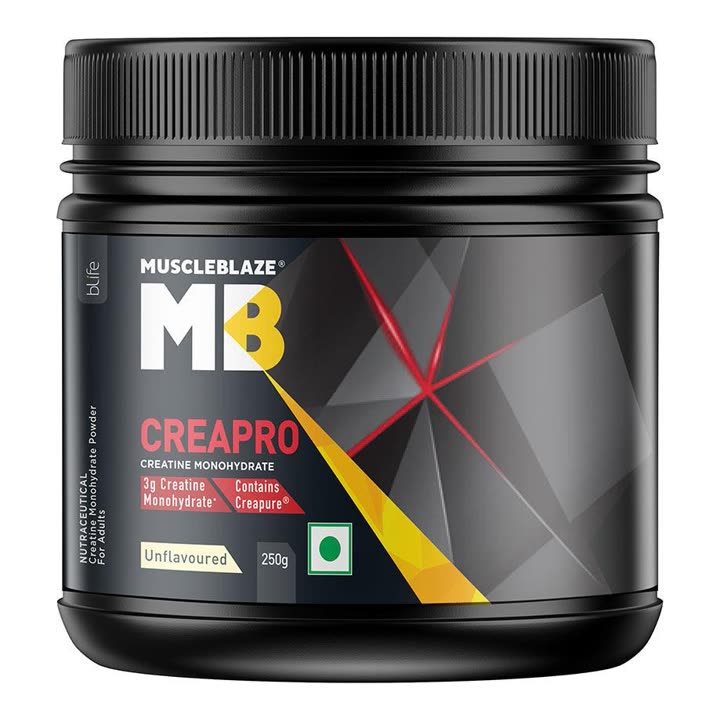 bLife
MUSCLEBLAZE®
MB
CREAPRO
CREATINE MONOHYDRATE
3g Creatine
Monohydrate*
Contains
Creapure®
Unflavoured
250g
NUTRACEUTICAL
Creatine Monohydrate Powder
For Adults